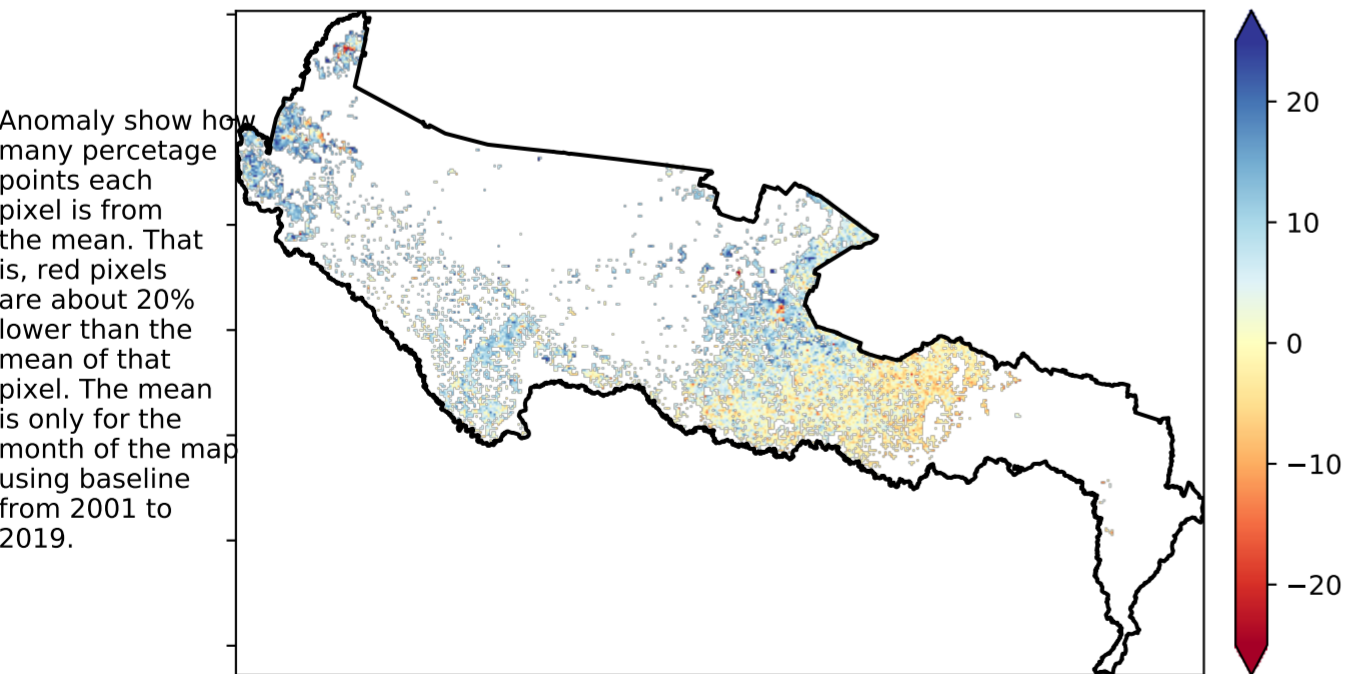 Anomaly show how
many percetage
points each
pixel is from
the mean. That
is, red pixels
are about 20%
lower than the
mean of that
pixel. The mean
is only for the
month of the map
using baseline
from 2001 to
2019.
20
10
0
−10
−20